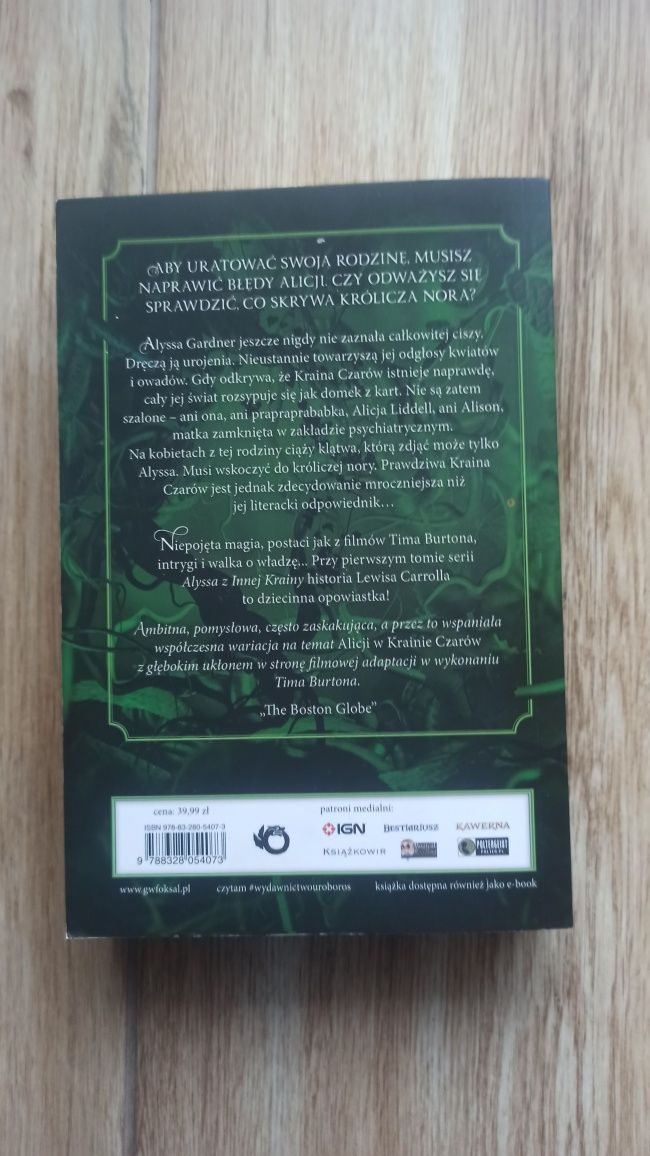 ABY URATOWAĆ SWOJĄ RODZINĘ, MUSISZ
NAPRAWIĆ BŁĘDY ALICJI. CZY ODWAŻYSZ SIĘ
SPRAWDZIĆ, CO SKRYWA KRÓLICZA NORA?
Alyssa Gardner jeszcze nigdy nie zaznała całkowitej ciszy.
Dręczą ją urojenia. Nieustannie towarzyszą jej odgłosy kwiatów
i owadów. Gdy odkrywa, że Kraina Czarów istnieje naprawdę,
cały jej świat rozsypuje się jak domek z kart. Nie są zatem
szalone – ani ona, ani prapraprababka, Alicja Liddell, ani Alison,
matka zamknięta w zakładzie psychiatrycznym.
Na kobietach z tej rodziny ciąży klątwa, którą zdjąć może tylko
Alyssa. Musi wskoczyć do króliczej nory. Prawdziwa Kraina
Czarów jest jednak zdecydowanie mroczniejsza niż
jej literacki odpowiednik...
Niepojęta magia, postaci jak z filmów Tima Burtona,
intrygi i walka o władzę... Przy pierwszym tomie serii
Alyssa z Innej Krainy historia Lewisa Carrolla
to dziecinna opowiastka!
Ambitna, pomysłowa, często zaskakująca, a przez to wspaniała
współczesna wariacja na temat Alicji w Krainie Czarów
z głębokim ukłonem w stronę filmowej adaptacji w wykonaniu
Tima Burtona.
„The Boston Globe”
cena: 39,99 zł
patroni medialni:
ISBN 978-83-280-5407-3
9 788328 054073
IGN BESTIARIUSZ KAWERNA
KSIĄŻKOWIR POLTERGEIST
www.gwfoksal.pl czytam #wydawnictwouroboros książka dostępna również jako e-book